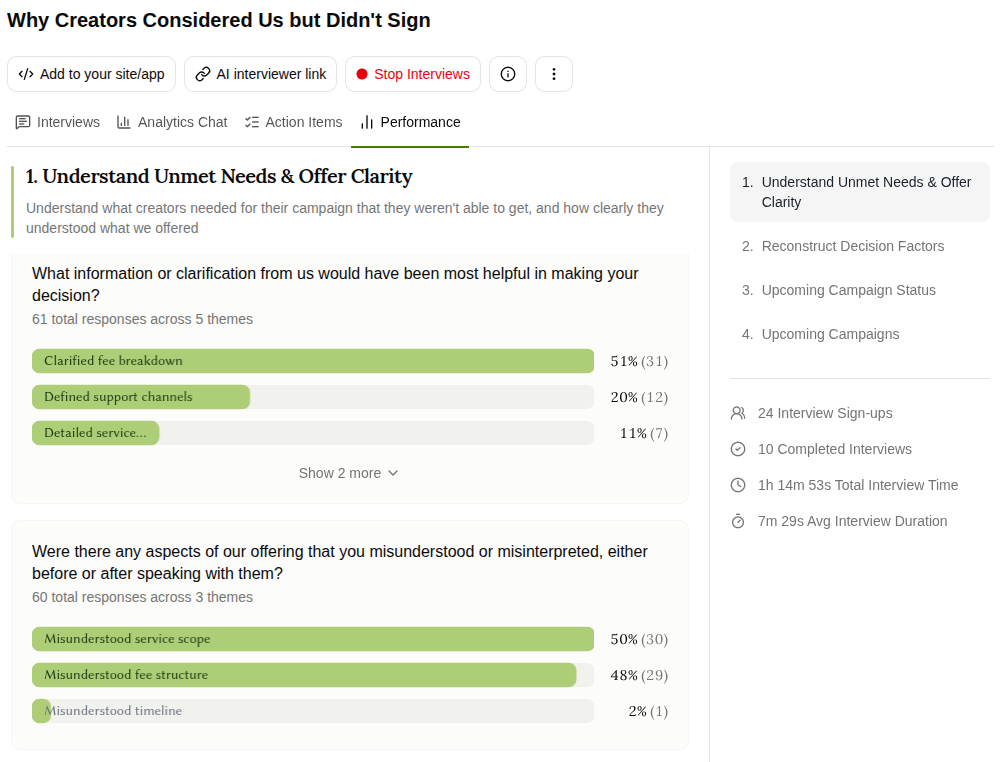 Why Creators Considered Us but Didn't Sign
Add to your site/app
AI interviewer link
Stop Interviews
Interviews
Analytics Chat
Action Items
Performance
1. Understand Unmet Needs & Offer Clarity
Understand what creators needed for their campaign that they weren't able to get, and how clearly they
understood what we offered
What information or clarification from us would have been most helpful in making your
decision?
61 total responses across 5 themes
Clarified fee breakdown 51% (31)
Defined support channels 20% (12)
Detailed service... 11% (7)
Show 2 more
Were there any aspects of our offering that you misunderstood or misinterpreted, either
before or after speaking with them?
60 total responses across 3 themes
Misunderstood service scope 50% (30)
Misunderstood fee structure 48% (29)
Misunderstood timeline 2% (1)
1. Understand Unmet Needs & Offer
Clarity
2. Reconstruct Decision Factors
3. Upcoming Campaign Status
4. Upcoming Campaigns
24 Interview Sign-ups
10 Completed Interviews
1h 14m 53s Total Interview Time
7m 29s Avg Interview Duration